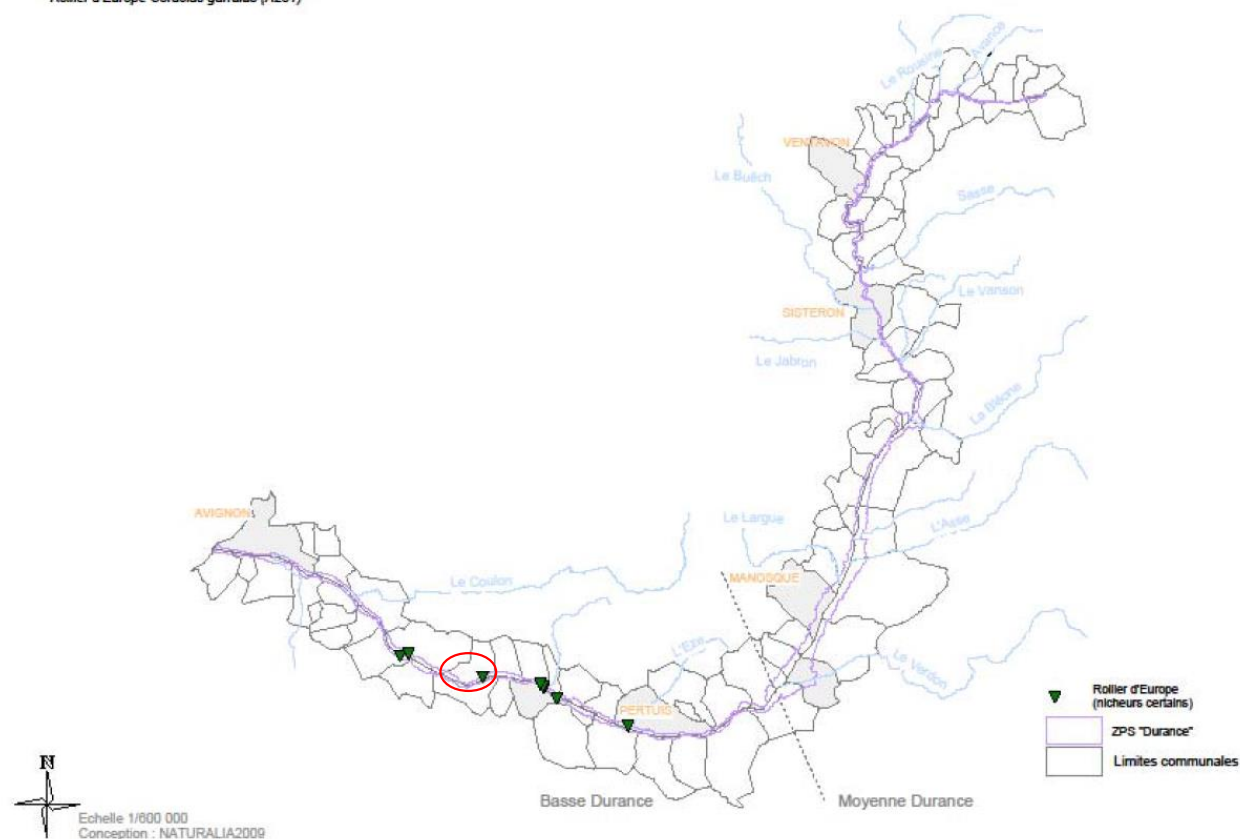 Le Rousine
Avance
VENTAVON
Le Buëch
Sasse
Le Vanson
SISTERON
Le Jabron
La Bléone
AVIGNON
Le Largue
L'Asse
Le Coulon
MANOSQUE
L'Eze
Le Verdon
PERTUIS
Rollier d'Europe
(nicheurs certains)
ZPS "Durance"
Limites communales
N
Basse Durance
Moyenne Durance
Echelle 1/600 000
Conception : NATURALIA2009